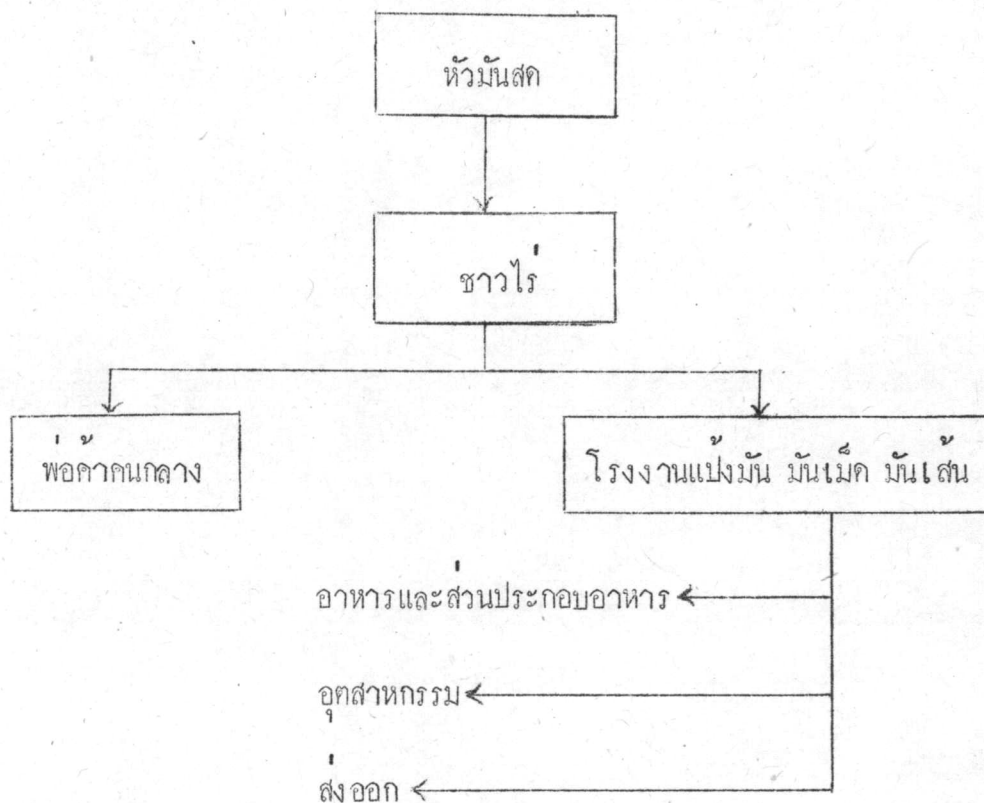 หัวมันสด
ชาวไร่
พ่อค้าคนกลาง
โรงงานแป้งมัน มันเม็ด มันเส้น
อาหารและส่วนประกอบอาหาร
อุตสาหกรรม
ส่งออก